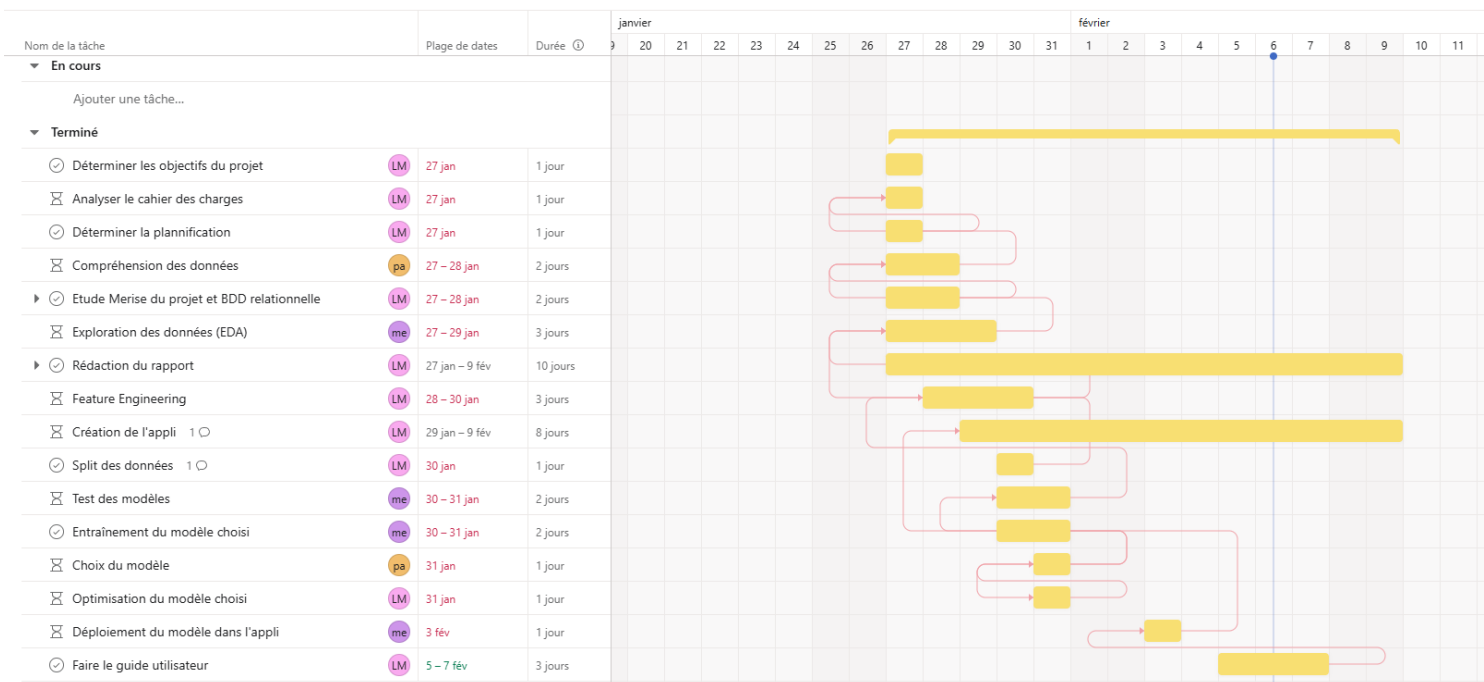 janvier février
Nom de la tâche Plage de dates Durée 20 21 22 23 24 25 26 27 28 29 30 31 1 2 3 4 5 6 7 8 9 10 11
En cours
Ajouter une tâche...
Terminé
Déterminer les objectifs du projet LM 27 jan 1 jour
Analyser le cahier des charges LM 27 jan 1 jour
Déterminer la plannification LM 27 jan 1 jour
Compréhension des données pa 27 – 28 jan 2 jours
Etude Merise du projet et BDD relationnelle LM 27 – 28 jan 2 jours
Exploration des données (EDA) me 27 – 29 jan 3 jours
Rédaction du rapport LM 27 jan – 9 fév 10 jours
Feature Engineering LM 28 – 30 jan 3 jours
Création de l'appli 1 LM 29 jan – 9 fév 8 jours
Split des données 1 LM 30 jan 1 jour
Test des modèles me 30 – 31 jan 2 jours
Entraînement du modèle choisi me 30 – 31 jan 2 jours
Choix du modèle pa 31 jan 1 jour
Optimisation du modèle choisi LM 31 jan 1 jour
Déploiement du modèle dans l'appli me 3 fév 1 jour
Faire le guide utilisateur LM 5 – 7 fév 3 jours